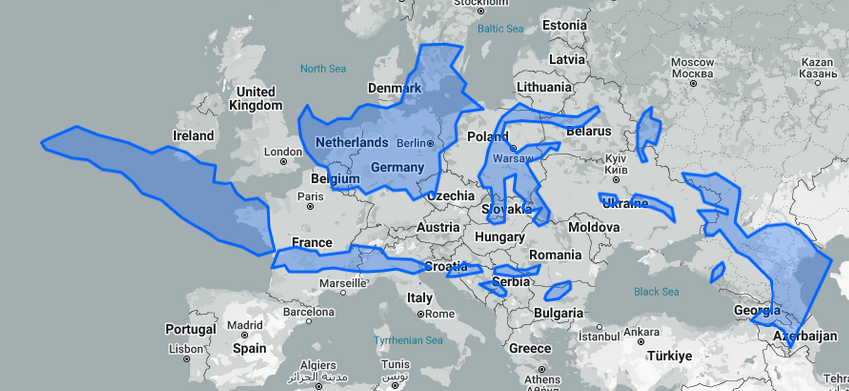 Stockholm
Estonia
Baltic Sea
Latvia
Moscow
Москва
Kazan
Казань
North Sea
Denmark
Lithuania
United
Kingdom
Ireland
Netherlands
Berlin
Poland
Belarus
London
Warsaw
Germany
Kyiv
Київ
Belgium
Paris
Czechia
Slovakia
Ukraine
Austria
Moldova
France
Hungary
Croatia
Romania
Serbia
Marseille
Italy
Black Sea
Barcelona
Rome
Bulgaria
Georgia
Portugal
Madrid
İstanbul
Ankara
Azerbaijan
Spain
Tyrrhenian Sea
Lisbon
Greece
Türkiye
Algiers
مدينة الجزائر
Tunis
تونس
Athens
Αθήνα